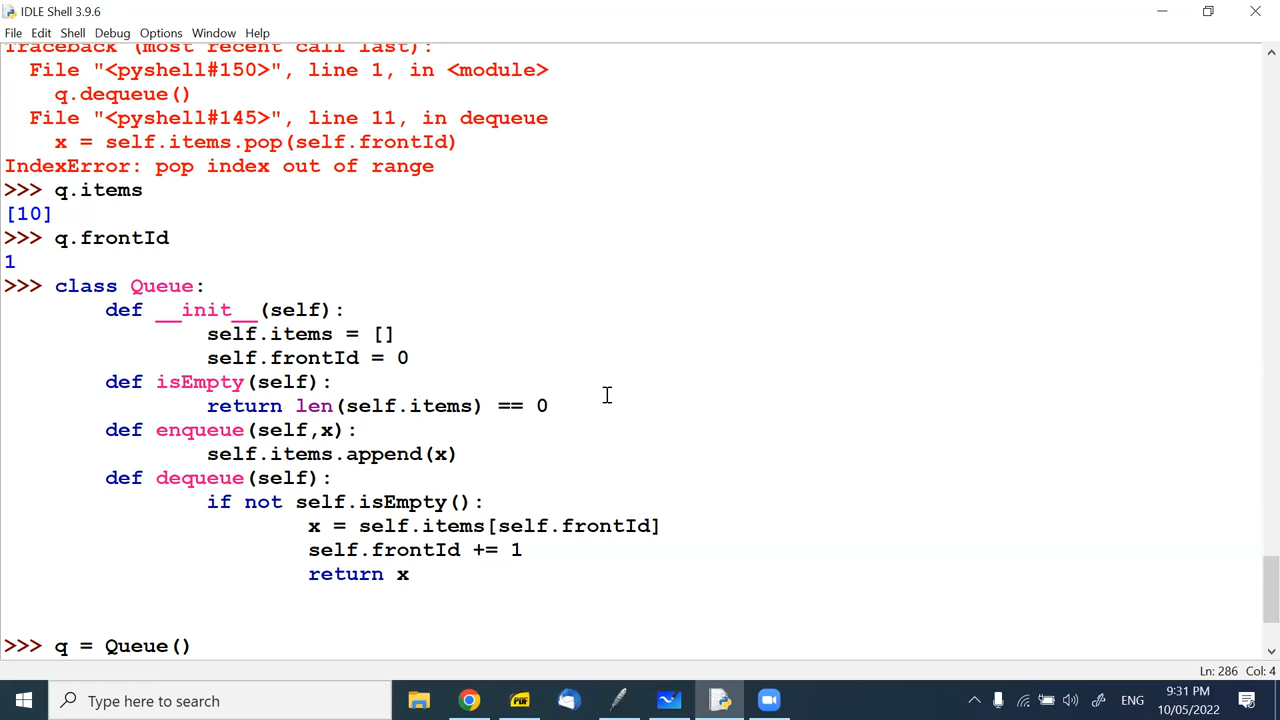 IDLE Shell 3.9.6
File Edit Shell Debug Options Window Help
Traceback (most recent call last):
  File "<pyshell#150>", line 1, in <module>
    q.dequeue()
  File "<pyshell#145>", line 11, in dequeue
    x = self.items.pop(self.frontId)
IndexError: pop index out of range
>>> q.items
[10]
>>> q.frontId
1
>>> class Queue:
        def __init__(self):
                self.items = []
                self.frontId = 0
        def isEmpty(self):
                return len(self.items) == 0
        def enqueue(self,x):
                self.items.append(x)
        def dequeue(self):
                if not self.isEmpty():
                        x = self.items[self.frontId]
                        self.frontId += 1
                        return x
>>> q = Queue()
Ln: 286 Col: 4
Type here to search
PDF
ENG
9:31 PM
10/05/2022